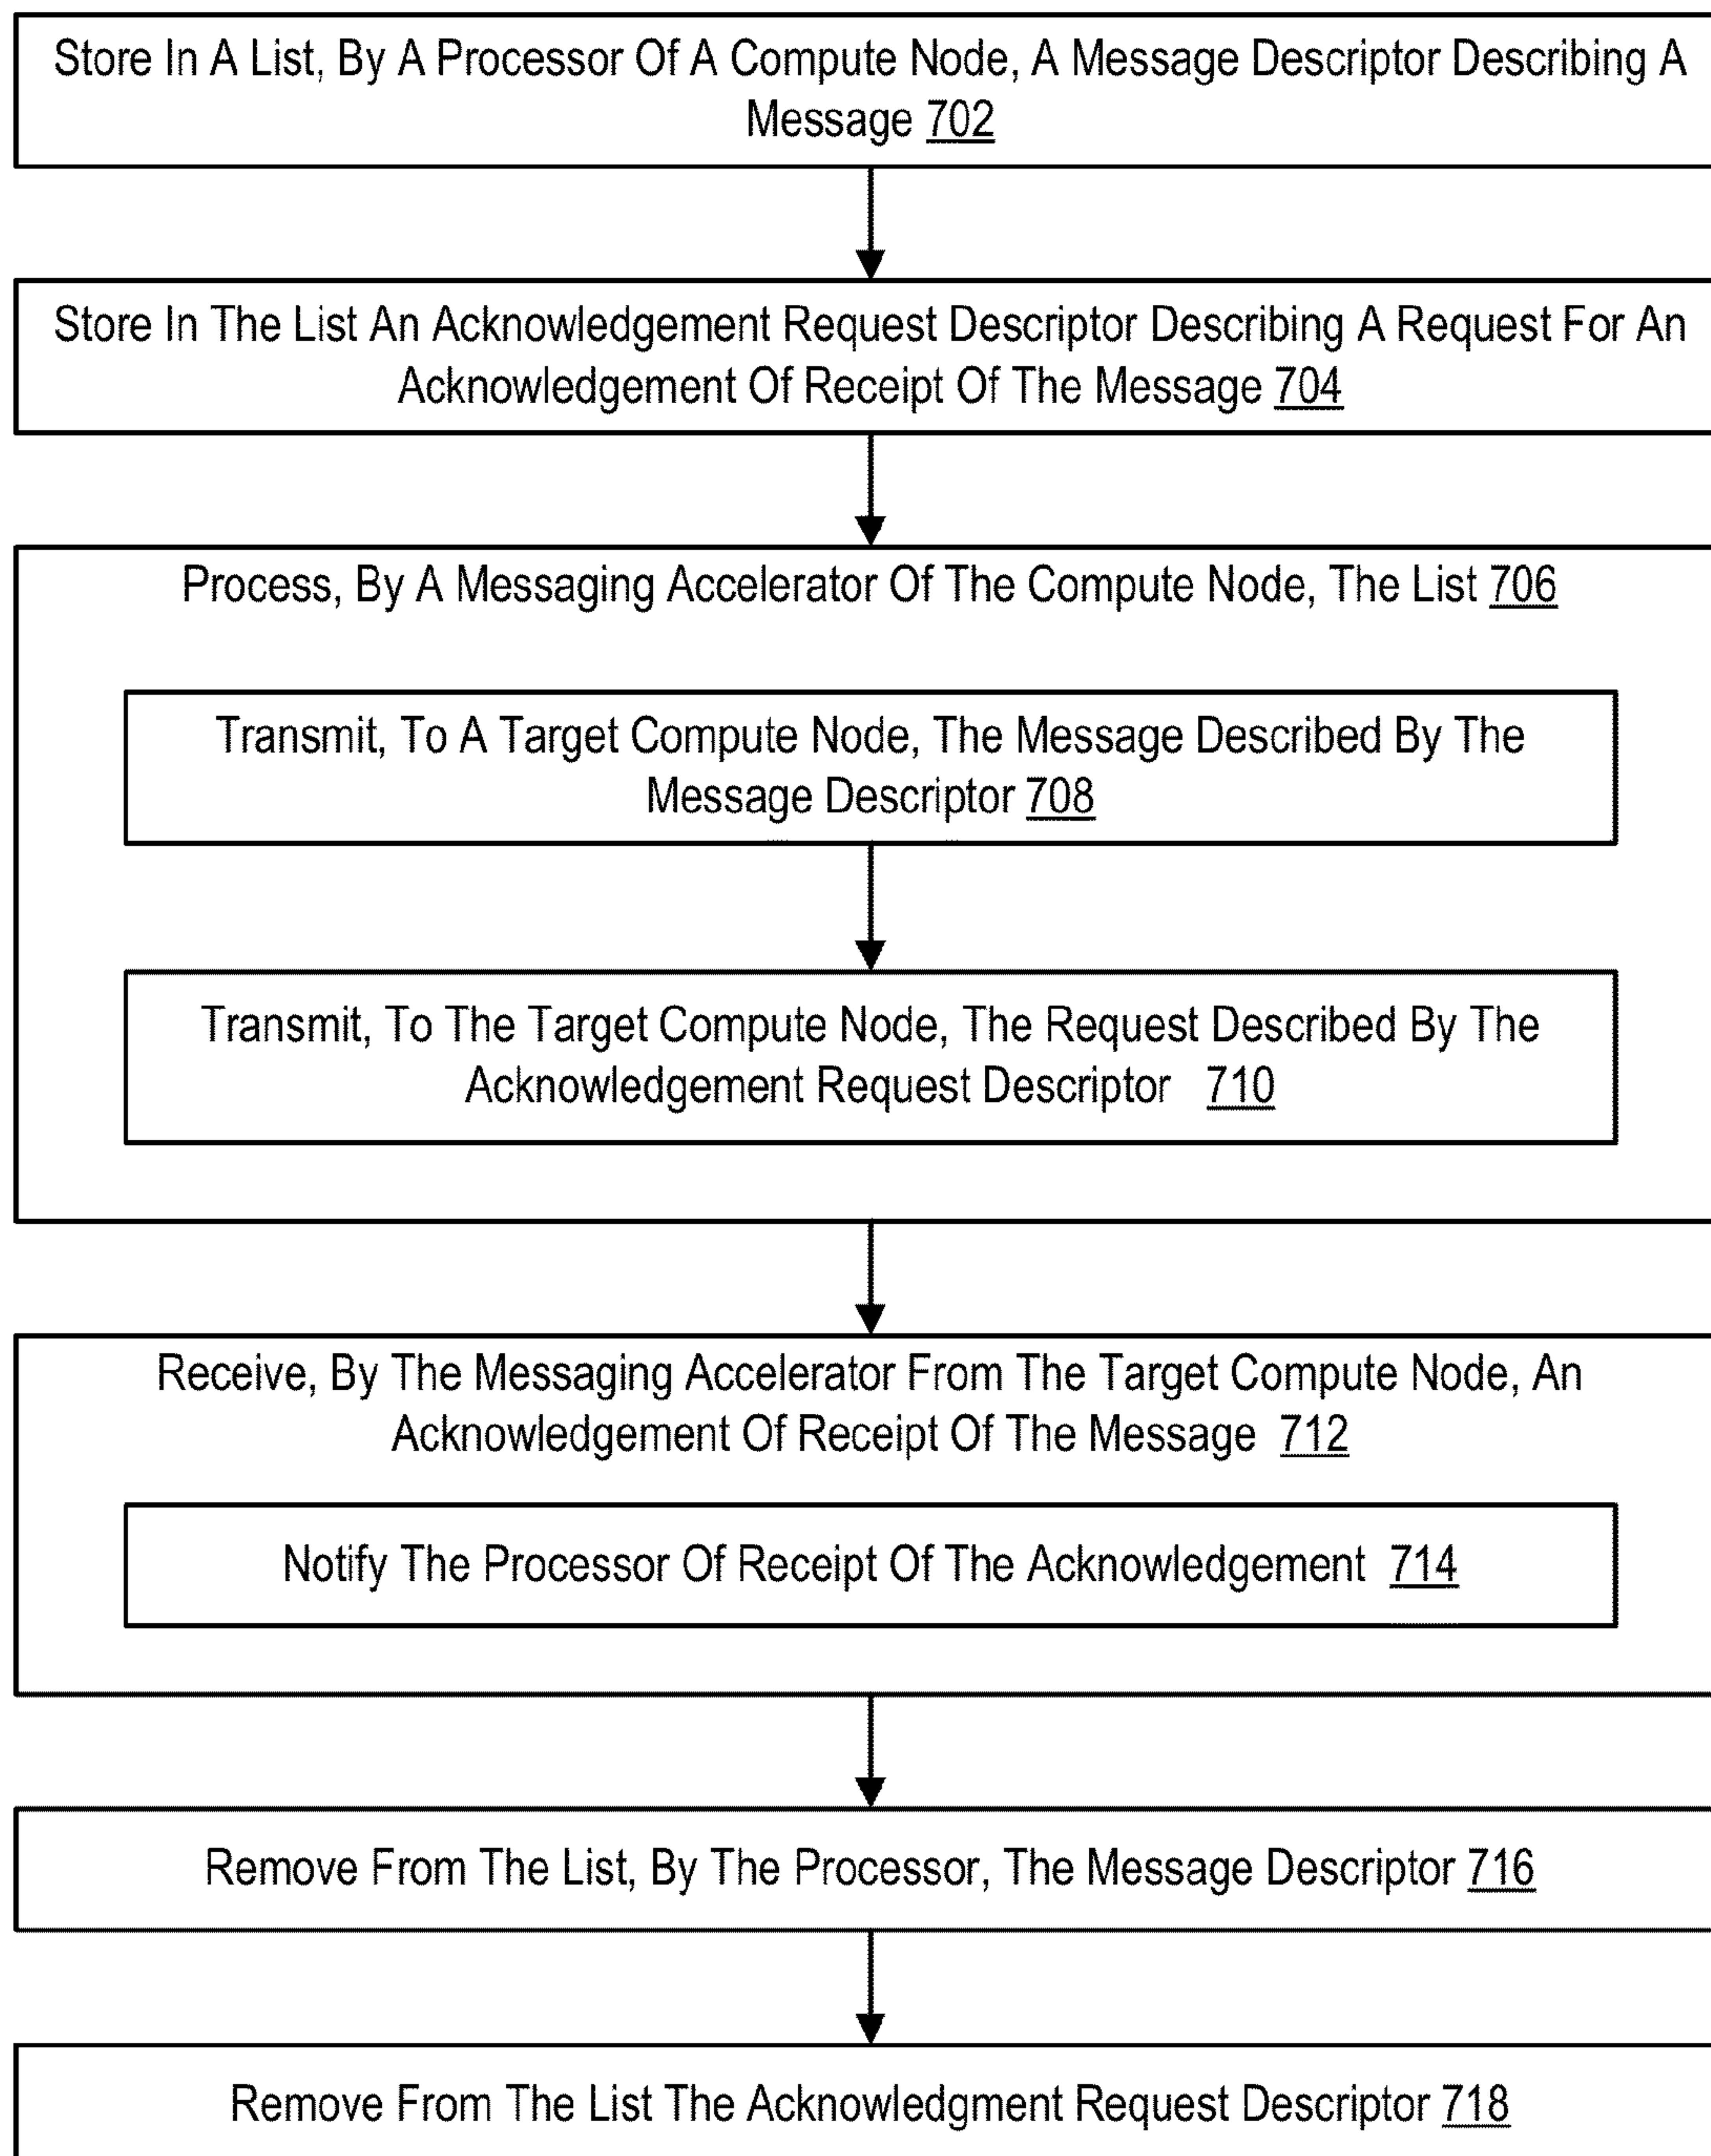 Store In A List, By A Processor Of A Compute Node, A Message Descriptor Describing A
Message 702
Store In The List An Acknowledgement Request Descriptor Describing A Request For An
Acknowledgement Of Receipt Of The Message 704
Process, By A Messaging Accelerator Of The Compute Node, The List 706
Transmit, To A Target Compute Node, The Message Described By The
Message Descriptor 708
Transmit, To The Target Compute Node, The Request Described By The
Acknowledgement Request Descriptor 710
Receive, By The Messaging Accelerator From The Target Compute Node, An
Acknowledgement Of Receipt Of The Message 712
Notify The Processor Of Receipt Of The Acknowledgement 714
Remove From The List, By The Processor, The Message Descriptor 716
Remove From The List The Acknowledgment Request Descriptor 718